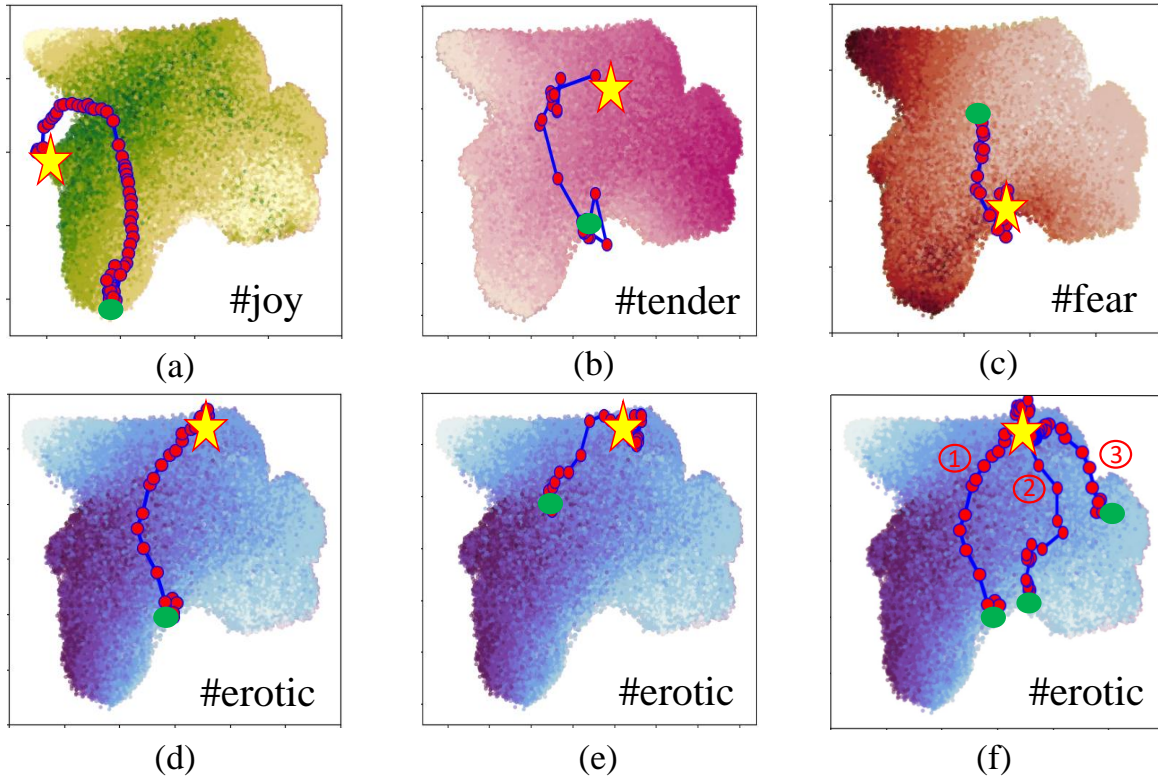 #joy
#tender
#fear
(a)
(b)
(c)
①
②
③
#erotic
#erotic
#erotic
(d)
(e)
(f)